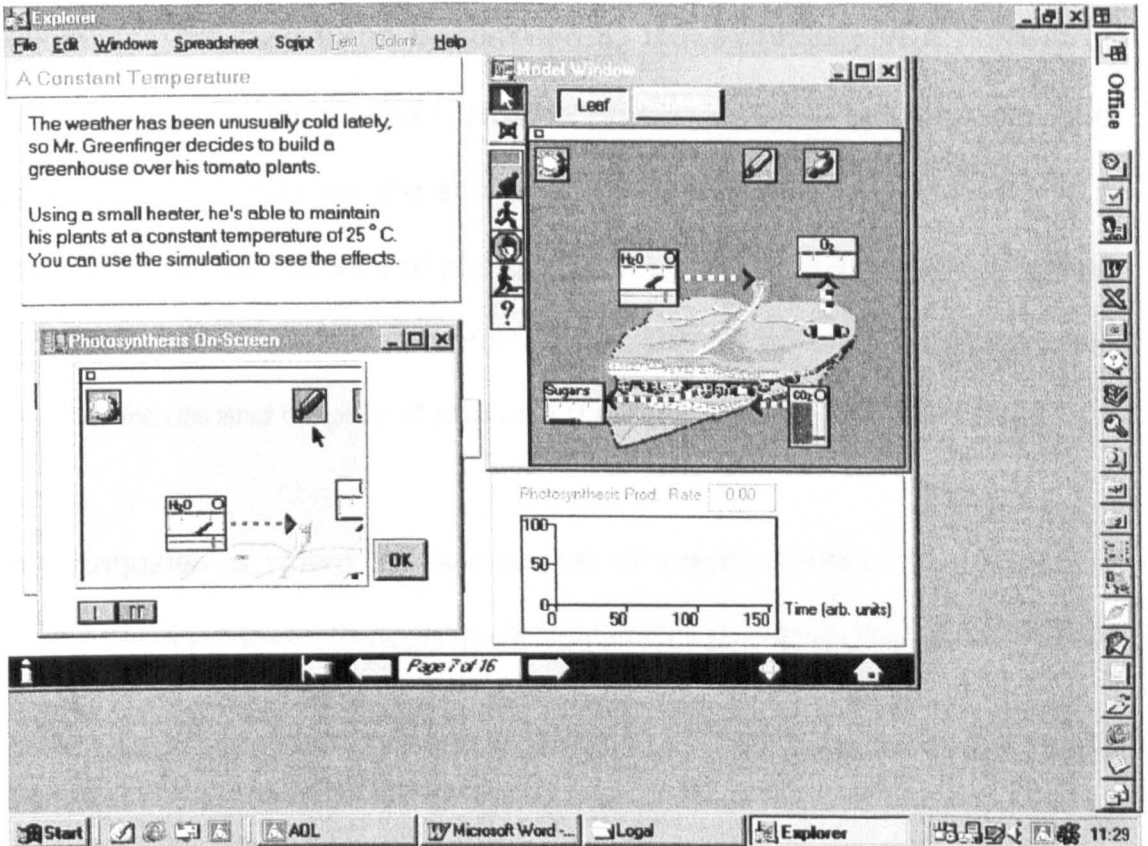 Explorer
File Edit Windows Spreadsheet Script Text Colors Help
A Constant Temperature
The weather has been unusually cold lately,
so Mr. Greenfinger decides to build a
greenhouse over his tomato plants.
Using a small heater, he's able to maintain
his plants at a constant temperature of 25°C.
You can use the simulation to see the effects.
Photosynthesis On-Screen
H₂O
OK
I II
Model Window
Leaf
H₂O
O₂
Sugars
CO₂
?
Photosynthesis Prod. Rate 0.00
100
50
0
0 50 100 150
Time (arb. units)
i
Page 7 of 16
Office
Start
AOL
Microsoft Word -...
Logal
Explorer
11:29